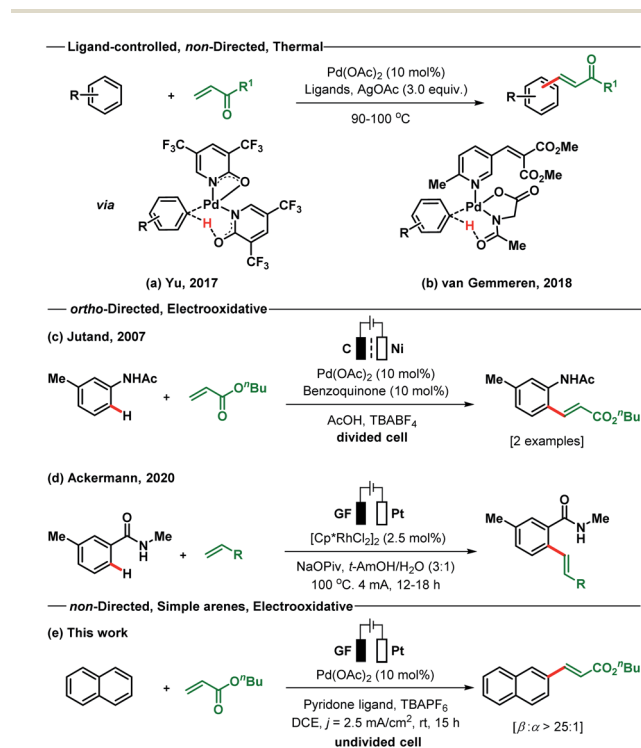 Ligand-controlled, non-Directed, Thermal
R
+
R¹
O
Pd(OAc)₂ (10 mol%)
Ligands, AgOAc (3.0 equiv.)
90-100 °C
R
O
R¹
via
CF₃
CF₃
N
O
Pd
R
H
N
O
CF₃
CF₃
(a) Yu, 2017
CO₂Me
CO₂Me
Me
N
Pd
O
O
R
H
N
O
Me
(b) van Gemmeren, 2018
ortho-Directed, Electrooxidative
(c) Jutand, 2007
C
Ni
Me
NHAc
H
+
OⁿBu
O
Pd(OAc)₂ (10 mol%)
Benzoquinone (10 mol%)
AcOH, TBABF₄
divided cell
Me
NHAc
CO₂ⁿBu
[2 examples]
(d) Ackermann, 2020
GF
Pt
Me
O
N
H
Me
H
+
R
[Cp*RhCl₂]₂ (2.5 mol%)
NaOPiv, t-AmOH/H₂O (3:1)
100 °C. 4 mA, 12-18 h
Me
O
N
H
Me
R
non-Directed, Simple arenes, Electrooxidative
(e) This work
GF
Pt
+
OⁿBu
O
Pd(OAc)₂ (10 mol%)
Pyridone ligand, TBAPF₆
DCE, j = 2.5 mA/cm², rt, 15 h
undivided cell
CO₂ⁿBu
[β:α > 25:1]